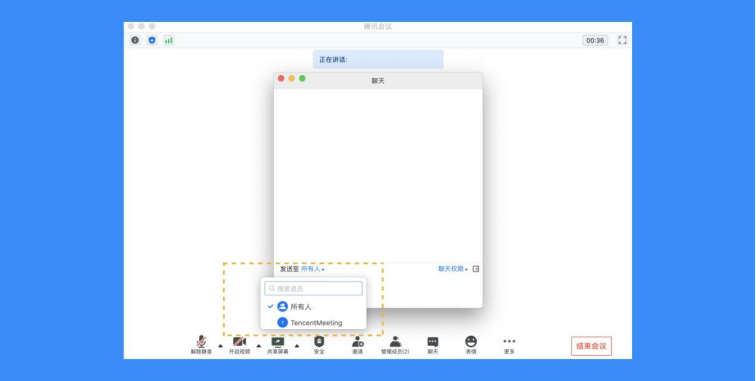 腾讯会议
00:36
正在讲话:
聊天
发送至 所有人
聊天权限
搜索成员
所有人
T TencentMeeting
解除静音 开启视频 共享屏幕 安全 邀请 管理成员(2) 聊天 表情 更多
结束会议